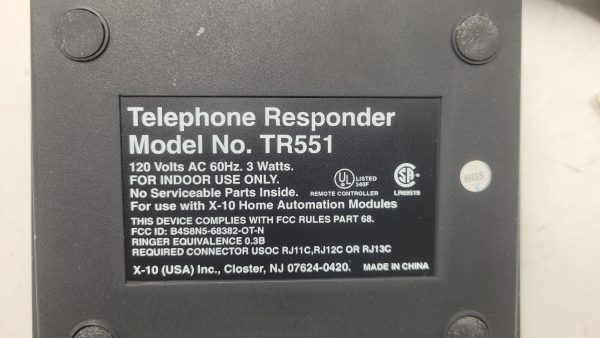 Telephone Responder
Model No. TR551
120 Volts AC 60Hz. 3 Watts.
FOR INDOOR USE ONLY.
No Serviceable Parts Inside.
UL LISTED 340F
REMOTE CONTROLLER
LR69519
For use with X-10 Home Automation Modules
THIS DEVICE COMPLIES WITH FCC RULES PART 68.
FCC ID: B4S8N5-68382-OT-N
RINGER EQUIVALENCE 0.3B
REQUIRED CONNECTOR USOC RJ11C,RJ12C OR RJ13C
X-10 (USA) Inc., Closter, NJ 07624-0420. MADE IN CHINA